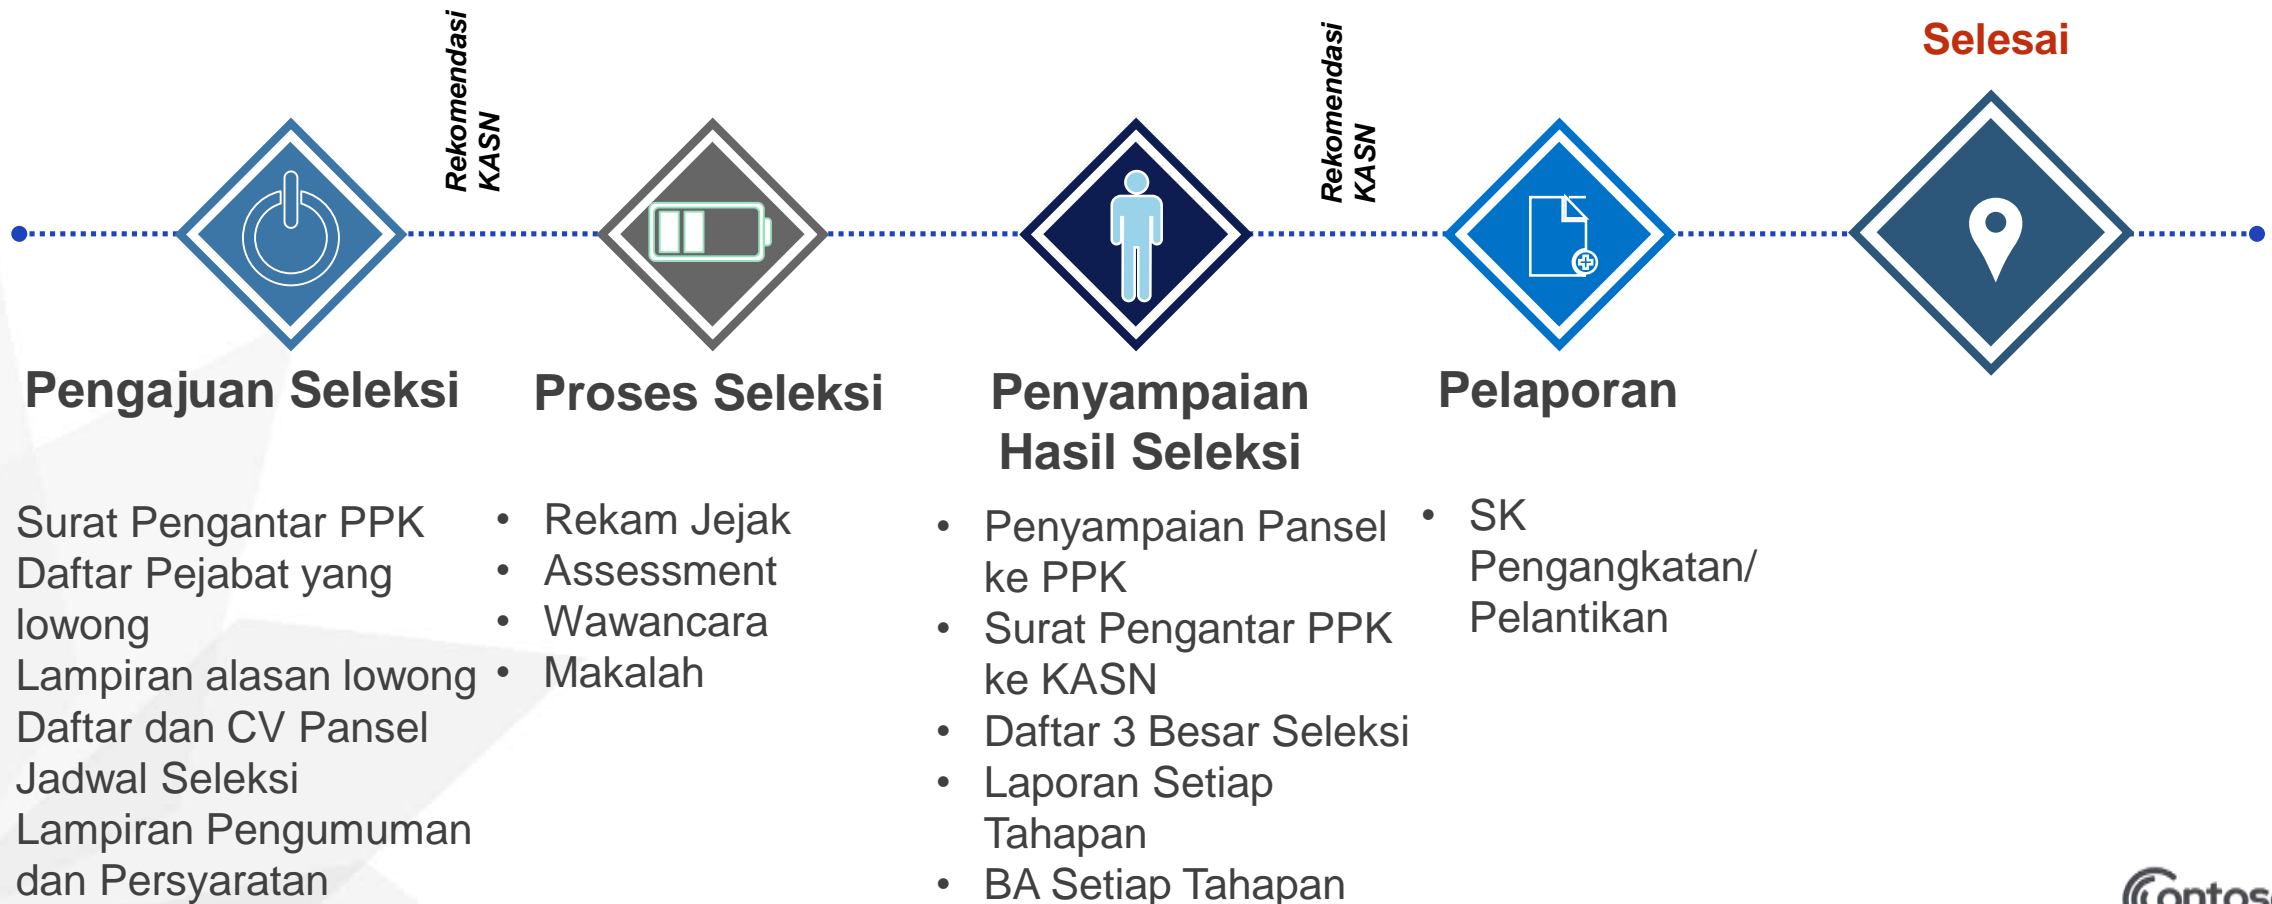 Rekomendasi
KASN
Rekomendasi
KASN
Selesai
Pengajuan Seleksi
Surat Pengantar PPK
Daftar Pejabat yang
lowong
Lampiran alasan lowong
Daftar dan CV Pansel
Jadwal Seleksi
Lampiran Pengumuman
dan Persyaratan
Proses Seleksi
• Rekam Jejak
• Assessment
• Wawancara
• Makalah
Penyampaian
Hasil Seleksi
• Penyampaian Pansel
ke PPK
• Surat Pengantar PPK
ke KASN
• Daftar 3 Besar Seleksi
• Laporan Setiap
Tahapan
• BA Setiap Tahapan
Pelaporan
• SK
Pengangkatan/
Pelantikan